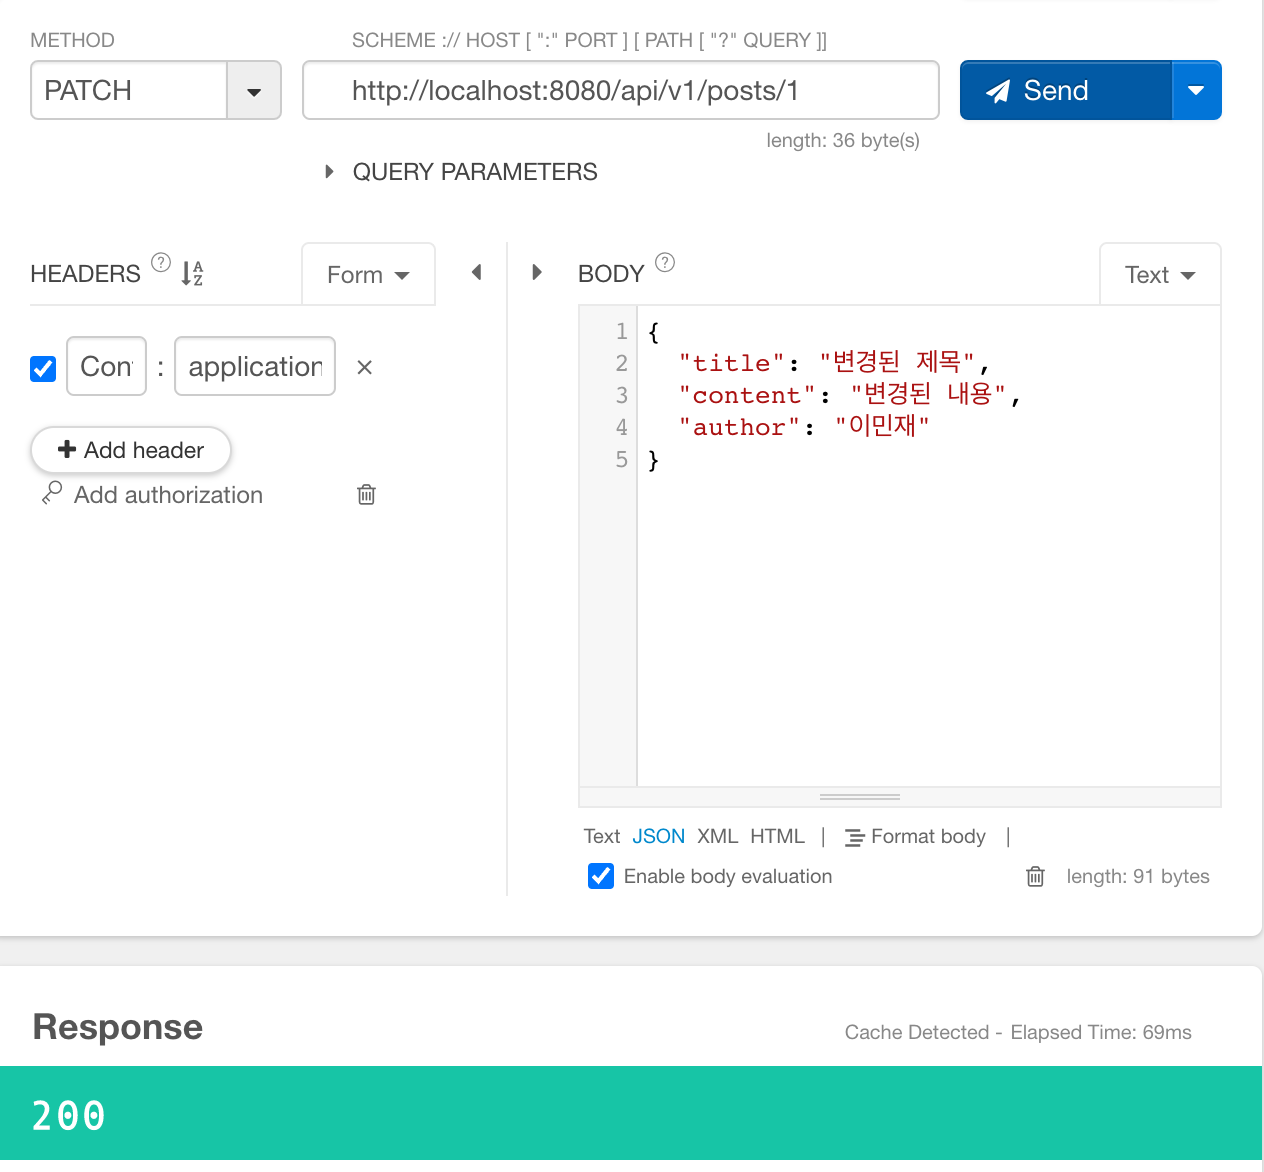 METHOD
SCHEME :// HOST [ ":" PORT ] [ PATH [ "?" QUERY ]]
PATCH
http://localhost:8080/api/v1/posts/1
Send
length: 36 byte(s)
QUERY PARAMETERS
HEADERS ?
Form
BODY ?
Text
Con : application
Add header
Add authorization
1 {
2 "title": "변경된 제목",
3 "content": "변경된 내용",
4 "author": "이민재"
5 }
Text JSON XML HTML | Format body |
Enable body evaluation
length: 91 bytes
Response
Cache Detected - Elapsed Time: 69ms
200